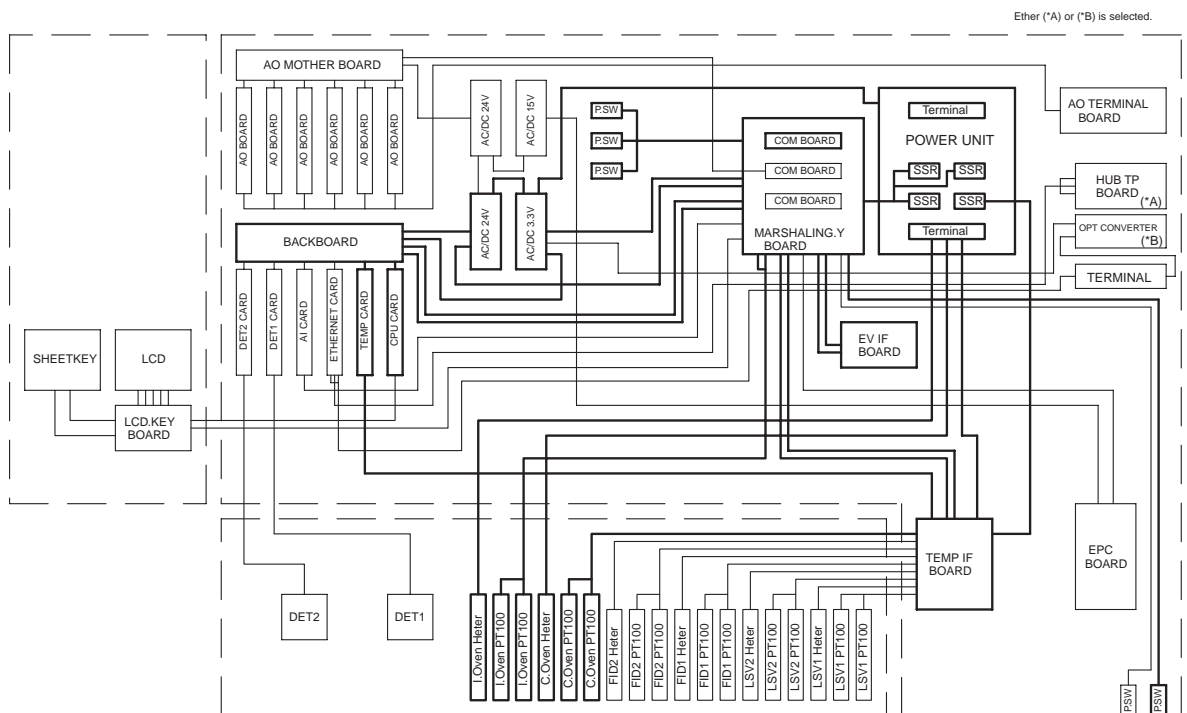 Ether (*A) or (*B) is selected.
AO MOTHER BOARD
AO BOARD
AO BOARD
AO BOARD
AO BOARD
AO BOARD
AO BOARD
AC/DC 24V
AC/DC 15V
P.SW
P.SW
P.SW
COM BOARD
COM BOARD
COM BOARD
MARSHALING.Y
BOARD
Terminal
POWER UNIT
SSR
SSR
SSR
SSR
Terminal
AO TERMINAL
BOARD
HUB TP
BOARD
(*A)
OPT CONVERTER
(*B)
TERMINAL
BACKBOARD
AC/DC 24V
AC/DC 3.3V
DET2 CARD
DET1 CARD
AI CARD
ETHERNET CARD
TEMP CARD
CPU CARD
SHEETKEY
LCD
LCD.KEY
BOARD
EV IF
BOARD
TEMP IF
BOARD
EPC
BOARD
DET2
DET1
I.Oven Heter
I.Oven PT100
I.Oven PT100
C.Oven Heter
C.Oven PT100
C.Oven PT100
FID2 Heter
FID2 PT100
FID2 PT100
FID1 Heter
FID1 PT100
FID1 PT100
LSV2 Heter
LSV2 PT100
LSV2 PT100
LSV1 Heter
LSV1 PT100
LSV1 PT100
P.SW
P.SW